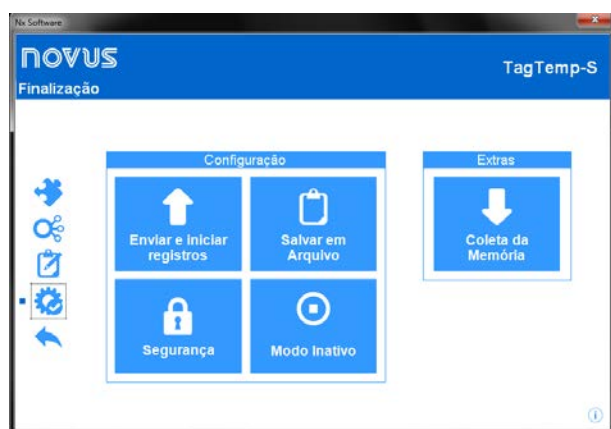 Nx Software
novus
TagTemp-S
Finalização
Configuração
Enviar e Iniciar
registros
Salvar em
Arquivo
Segurança
Modo Inativo
Extras
Coleta da
Memória